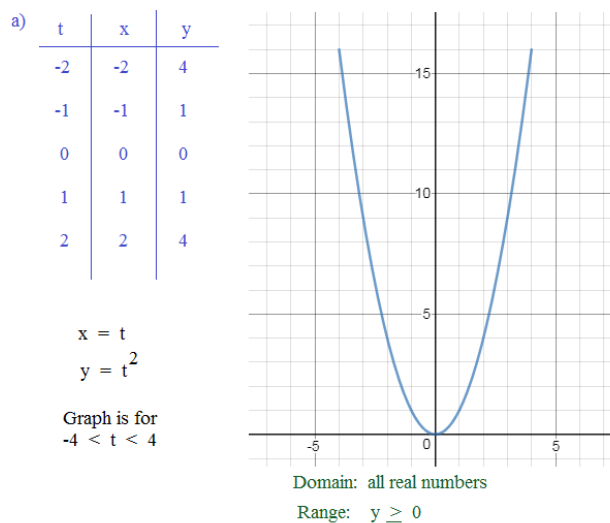 a)
t x y
-2 -2 4
-1 -1 1
0 0 0
1 1 1
2 2 4
x = t
y = t²
Graph is for
-4 < t < 4
15
10
5
-5 0 5
Domain: all real numbers
Range: y ≥ 0